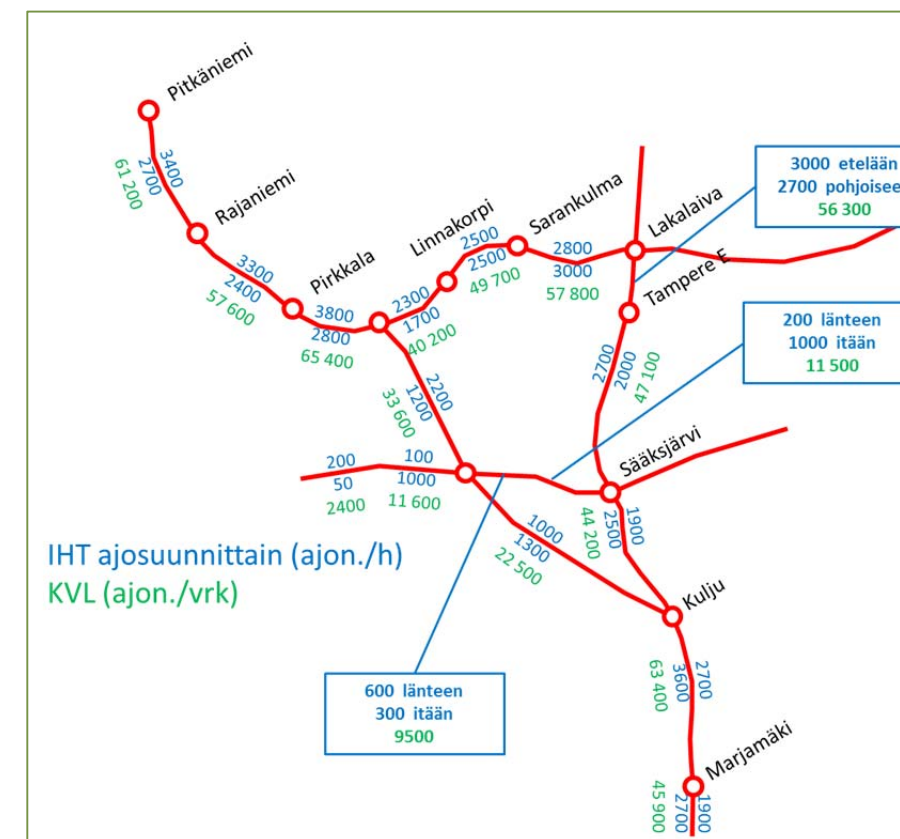 Pitkäniemi
3400
2700
61 200
Rajaniemi
3300
2400
57 600
Pirkkala
3800
2800
65 400
Linnakorpi
2300
1700
40 200
Sarankulma
2500
2500
49 700
2800
3000
57 800
Lakalaiva
3000 etelään
2700 pohjoisee
56 300
Tampere E
2700
2000
47 100
200 länteen
1000 itään
11 500
2200
1200
33 600
Sääksjärvi
200
50
2400
100
1000
11 600
1000
1300
22 500
1900
2500
44 200
IHT ajosuunnittain (ajon./h)
KVL (ajon./vrk)
Kulju
600 länteen
300 itään
9500
2700
3600
63 400
Marjamäki
1900
2700
45 900